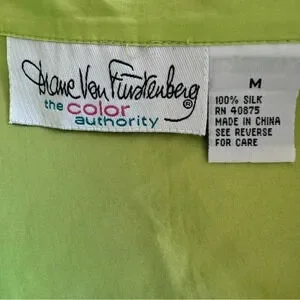 Diane Von Furstenberg®
the color
authority
M
100% SILK
RN 40875
MADE IN CHINA
SEE REVERSE
FOR CARE